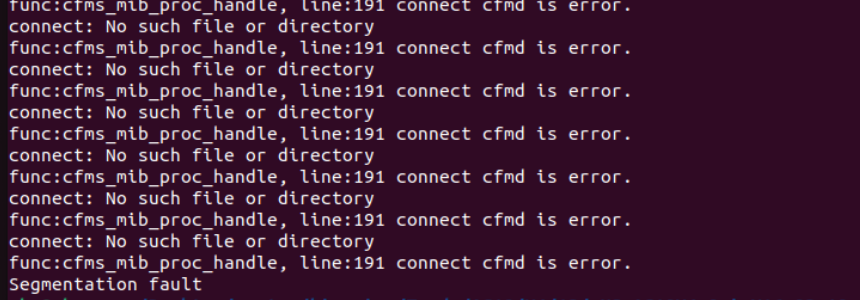 func:cfms_mib_proc_handle, line:191 connect cfmd is error.
connect: No such file or directory
func:cfms_mib_proc_handle, line:191 connect cfmd is error.
connect: No such file or directory
func:cfms_mib_proc_handle, line:191 connect cfmd is error.
connect: No such file or directory
func:cfms_mib_proc_handle, line:191 connect cfmd is error.
connect: No such file or directory
func:cfms_mib_proc_handle, line:191 connect cfmd is error.
connect: No such file or directory
func:cfms_mib_proc_handle, line:191 connect cfmd is error.
connect: No such file or directory
func:cfms_mib_proc_handle, line:191 connect cfmd is error.
Segmentation fault